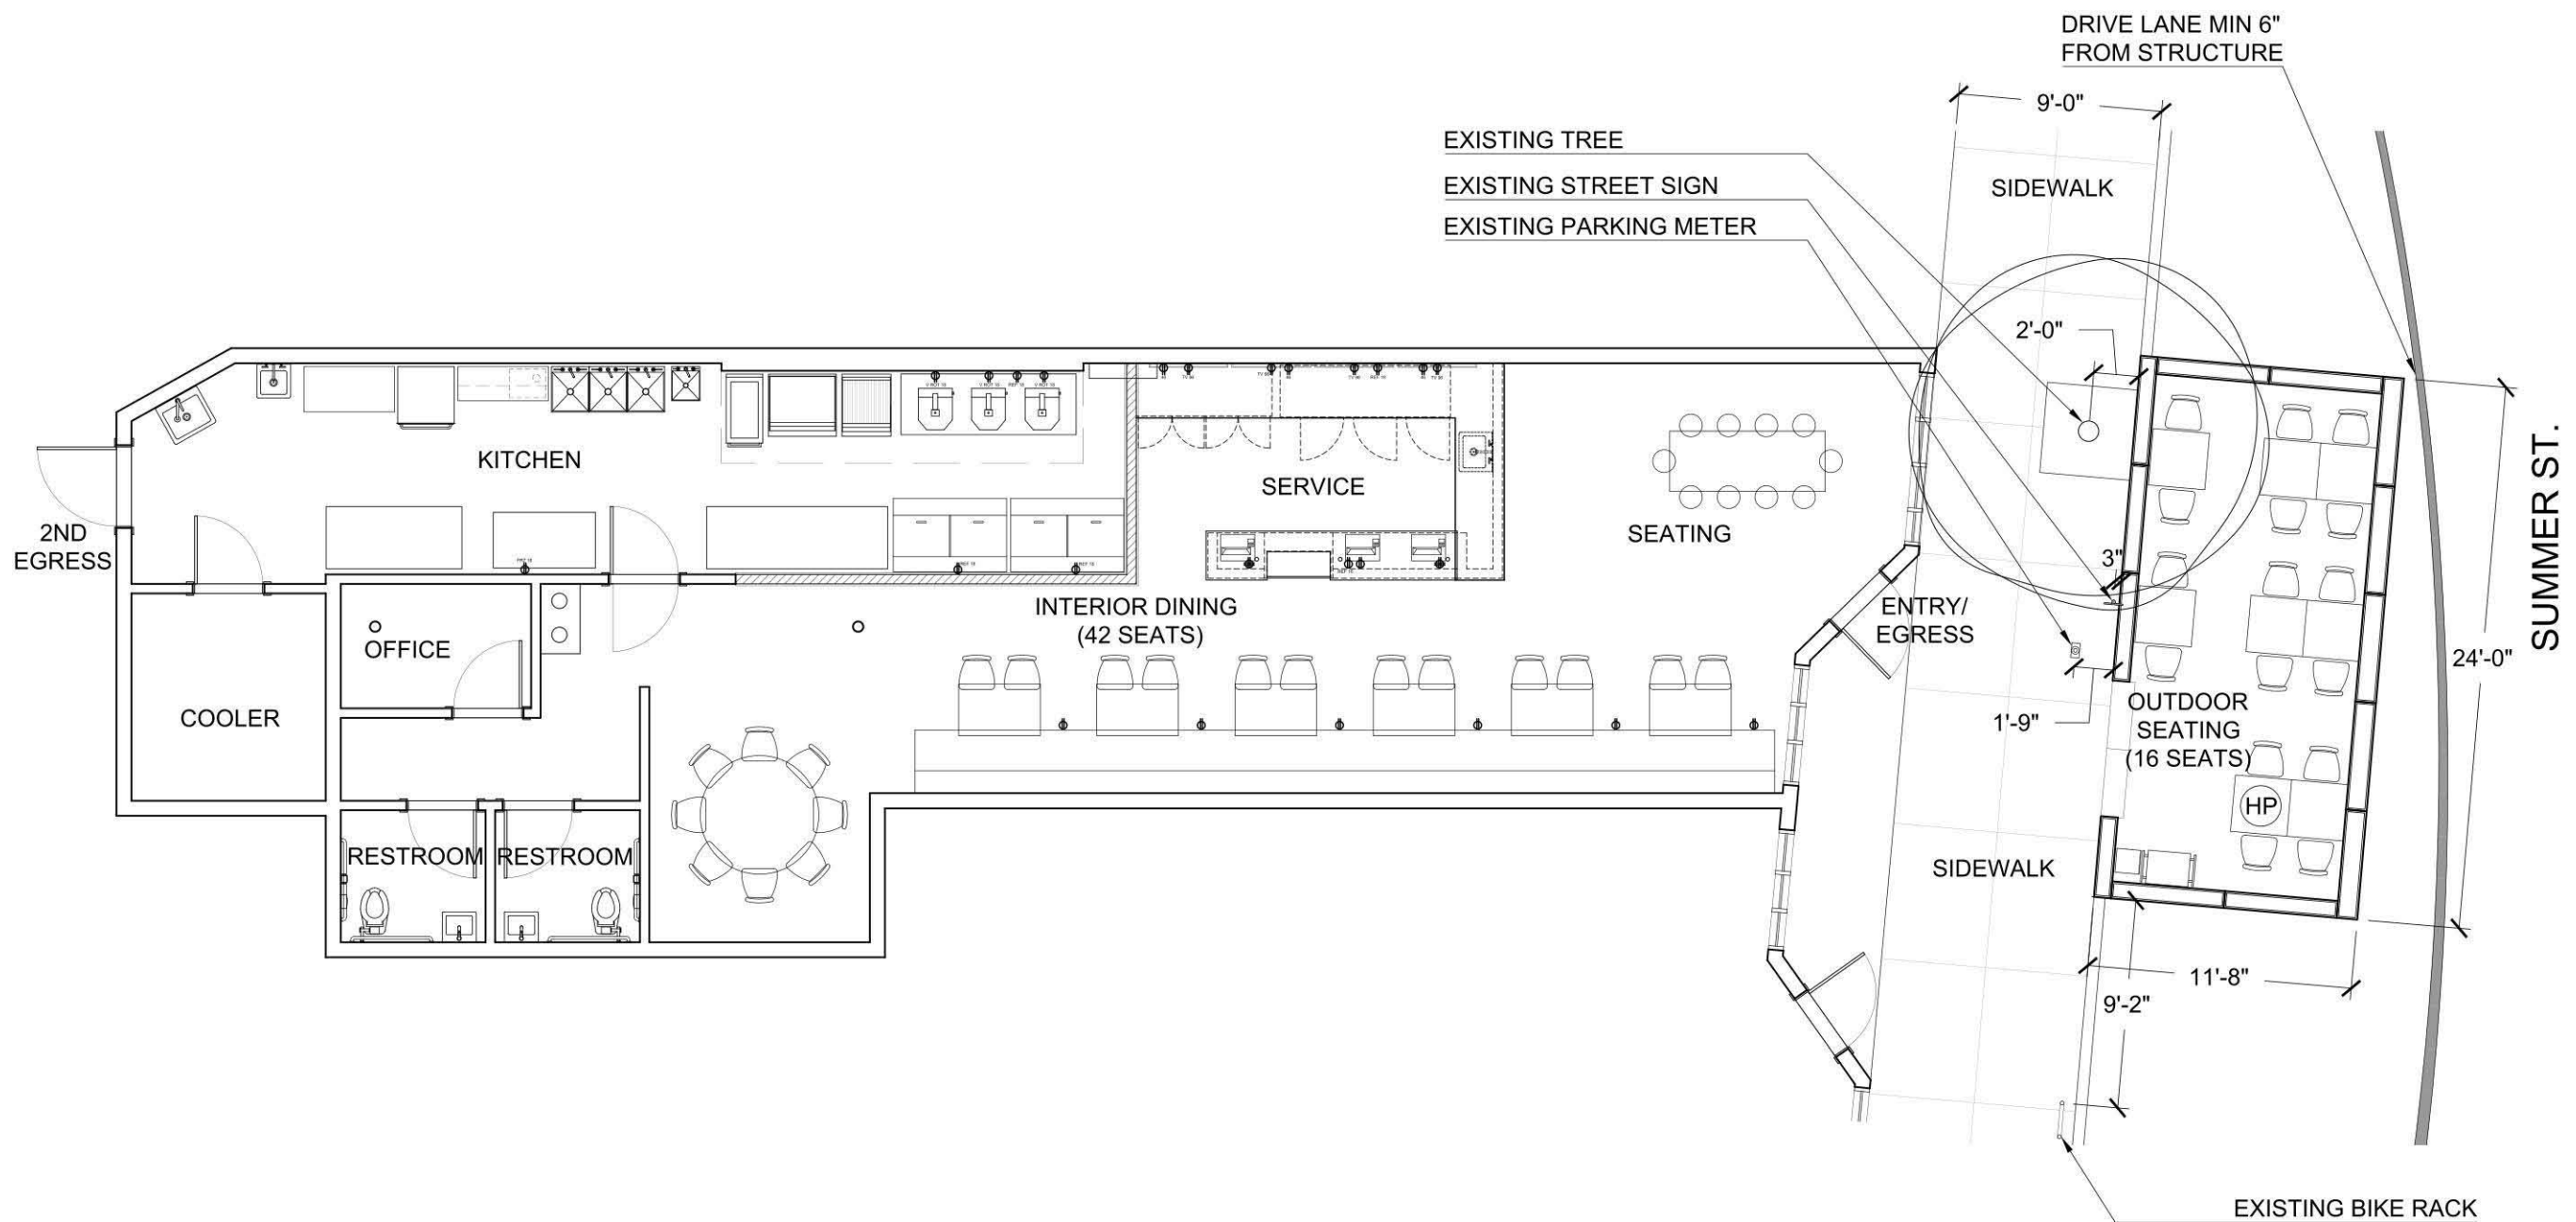 DRIVE LANE MIN 6"
FROM STRUCTURE
9'-0"
EXISTING TREE
EXISTING STREET SIGN
EXISTING PARKING METER
SIDEWALK
2'-0"
KITCHEN
SERVICE
SEATING
2ND
EGRESS
SUMMER ST.
3"
INTERIOR DINING
(42 SEATS)
ENTRY/
EGRESS
OFFICE
24'-0"
COOLER
OUTDOOR
SEATING
(16 SEATS)
1'-9"
HP
RESTROOM
RESTROOM
SIDEWALK
11'-8"
9'-2"
EXISTING BIKE RACK